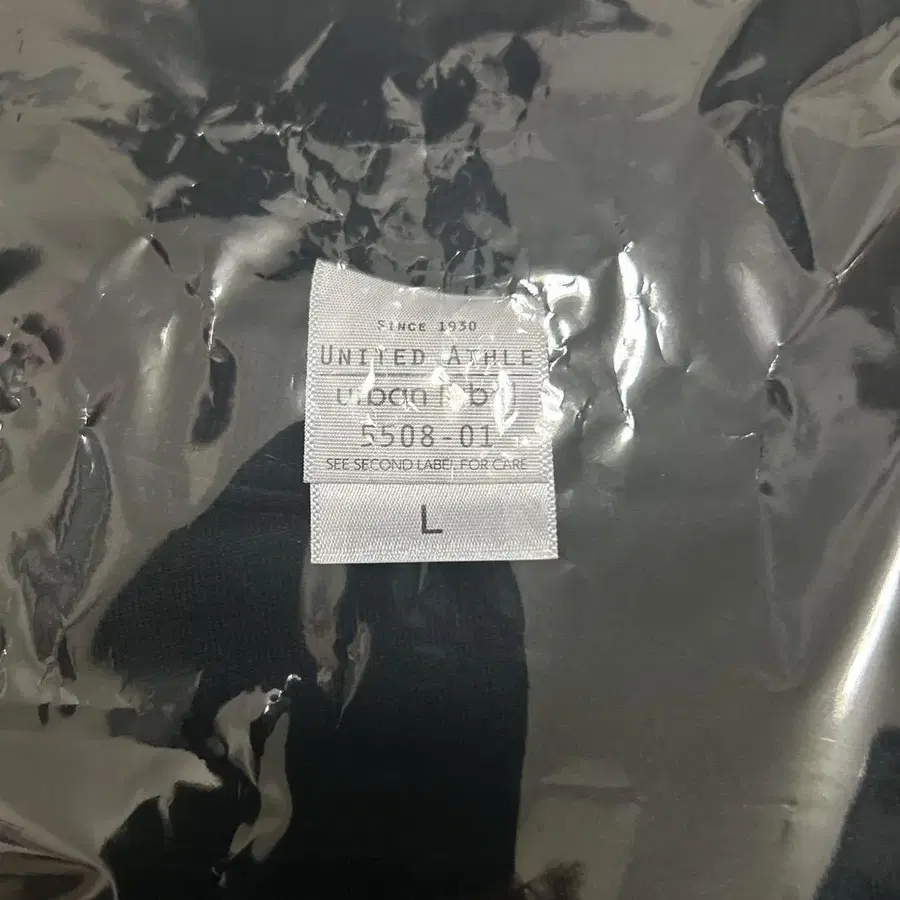 SINCE 1930
UNITED ATHLE
5508-01
SEE SECOND LABEL FOR CARE
L